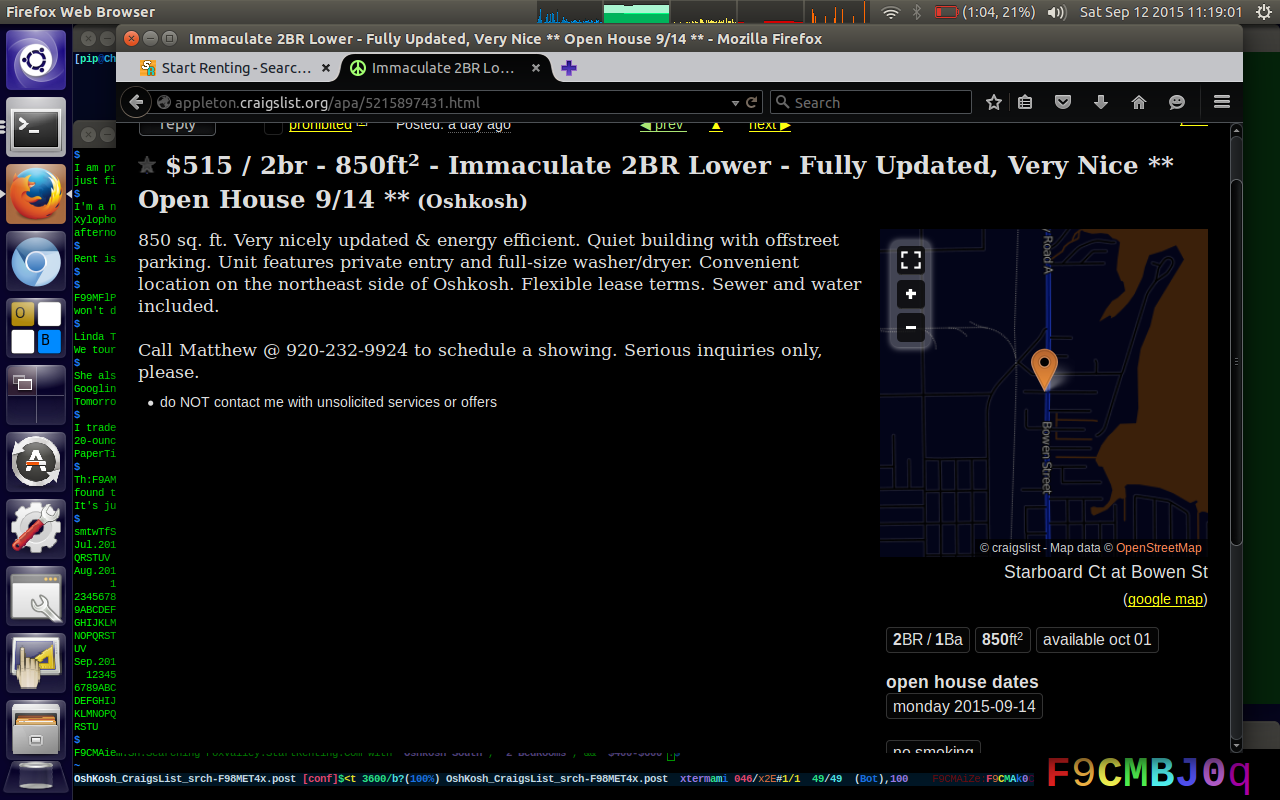 Firefox Web Browser
(1:04, 21%)
Sat Sep 12 2015 11:19:01
Immaculate 2BR Lower - Fully Updated, Very Nice ** Open House 9/14 ** - Mozilla Firefox
[pip
Ch
Start Renting - Searc...
Immaculate 2BR Lo...
appleton.craigslist.org/apa/5215897431.html
Search
reply
prohibited
Posted: a day ago
◀ prev
▲
next ▶
$515 / 2br - 850ft² - Immaculate 2BR Lower - Fully Updated, Very Nice **
Open House 9/14 ** (Oshkosh)
850 sq. ft. Very nicely updated & energy efficient. Quiet building with offstreet
parking. Unit features private entry and full-size washer/dryer. Convenient
location on the northeast side of Oshkosh. Flexible lease terms. Sewer and water
included.
Call Matthew @ 920-232-9924 to schedule a showing. Serious inquiries only,
please.
• do NOT contact me with unsolicited services or offers
y Road A
Bowen Street
+
−
© craigslist - Map data © OpenStreetMap
Starboard Ct at Bowen St
(google map)
2BR / 1Ba
850ft²
available oct 01
open house dates
monday 2015-09-14
no smoking
$
I am pr
just fi
$
I'm a n
Xylopho
afterno
$
Rent is
$
$
F99MFlP
won't d
$
Linda T
We tour
$
She als
Googlin
Tomorro
$
I trade
20-ounc
PaperTi
$
Th:F9AM
found t
It's ju
$
smtwTfS
Jul.201
QRSTUV
Aug.201
1
2345678
9ABCDEF
GHIJKLM
NOPQRST
UV
Sep.201
12345
6789ABC
DEFGHIJ
KLMNOPQ
RSTU
$
F9CMAiem:Sh:Searching FoxValley.StartRenting.Com with
~
OshKosh_CraigsList_srch-F98MET4x.post [conf]$<t 3600/b?(100%) OshKosh_CraigsList_srch-F98MET4x.post xtermami 046/x2E#1/1 49/49 (Bot),100 F9CMAiZe:F9CMAk0
F9CMBJ0q
O
B